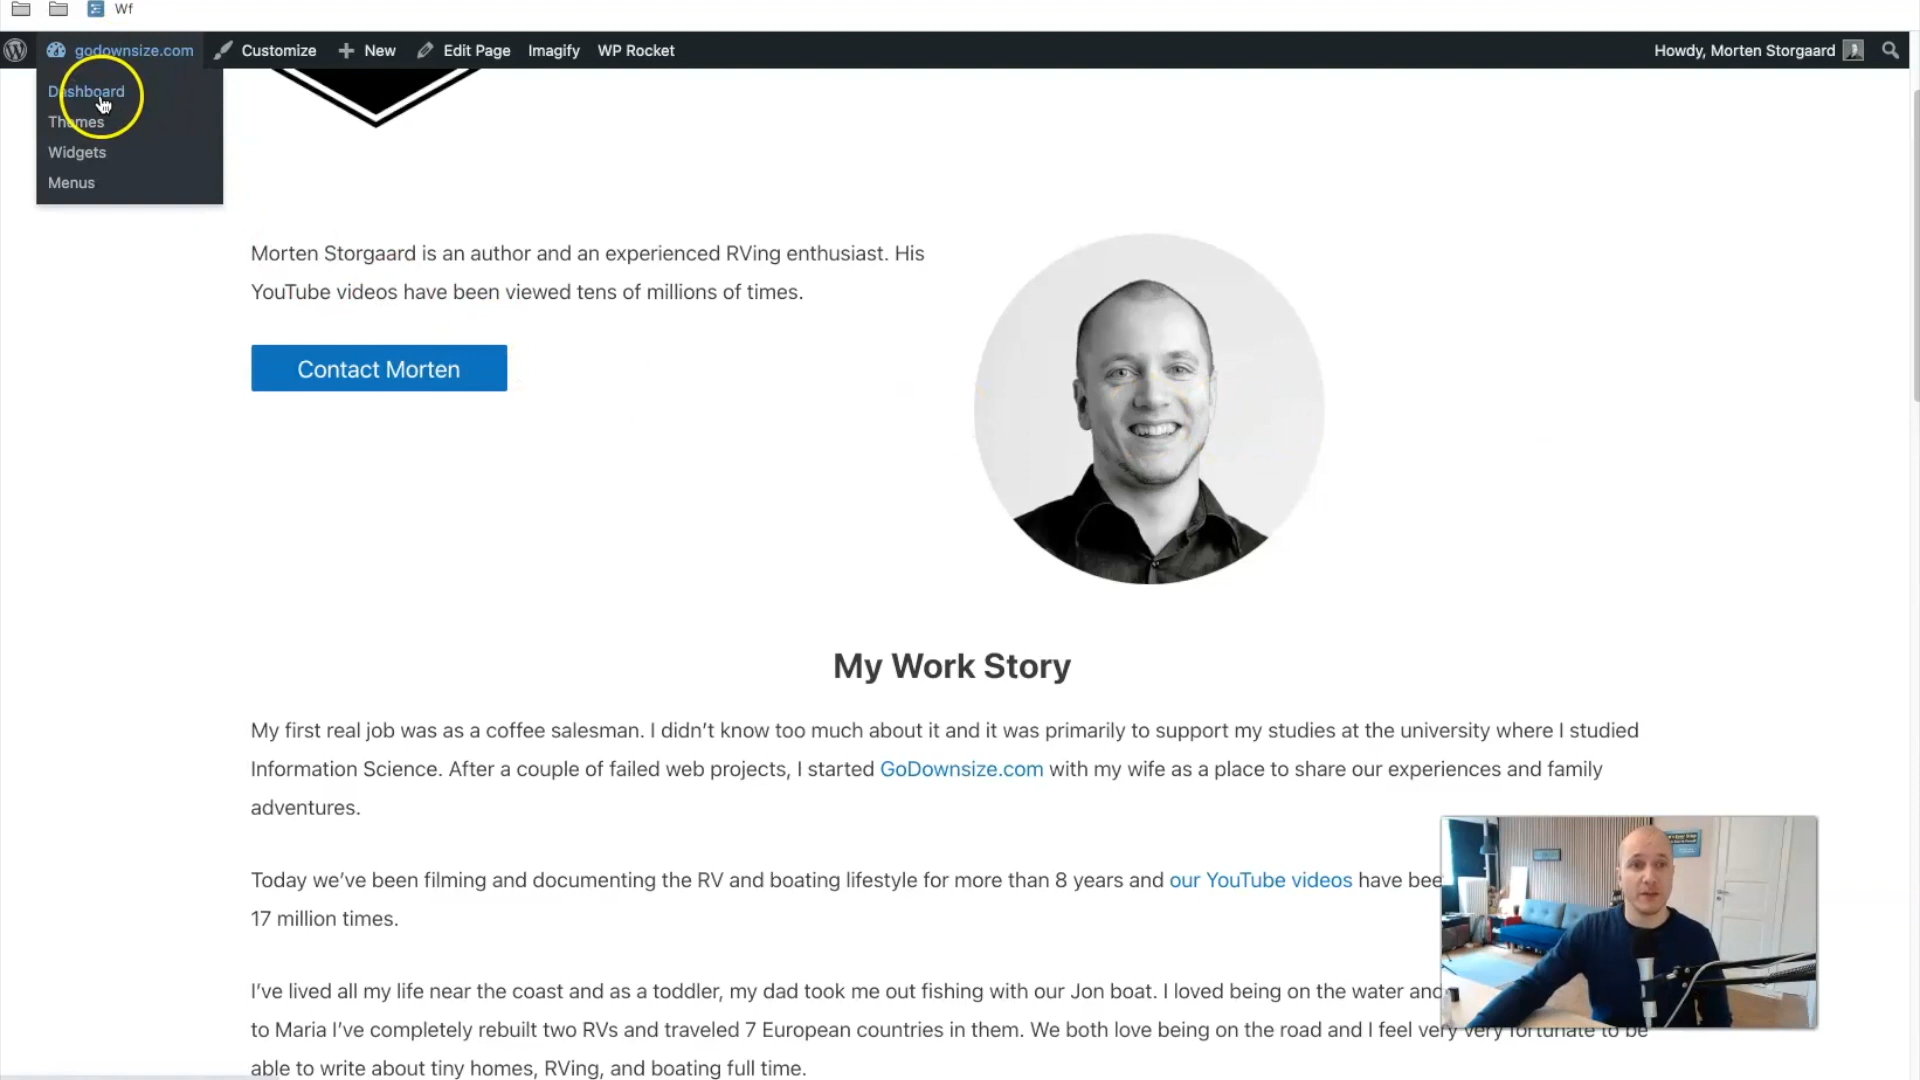 Wf
godownsize.com Customize New Edit Page Imagify WP Rocket Howdy, Morten Storgaard
Dashboard
Themes
Widgets
Menus
Morten Storgaard is an author and an experienced RVing enthusiast. His
YouTube videos have been viewed tens of millions of times.
Contact Morten
My Work Story
My first real job was as a coffee salesman. I didn’t know too much about it and it was primarily to support my studies at the university where I studied
Information Science. After a couple of failed web projects, I started GoDownsize.com with my wife as a place to share our experiences and family
adventures.
Today we’ve been filming and documenting the RV and boating lifestyle for more than 8 years and our YouTube videos have bee
17 million times.
I’ve lived all my life near the coast and as a toddler, my dad took me out fishing with our Jon boat. I loved being on the water and
to Maria I’ve completely rebuilt two RVs and traveled 7 European countries in them. We both love being on the road and I feel very very fortunate to be
able to write about tiny homes, RVing, and boating full time.